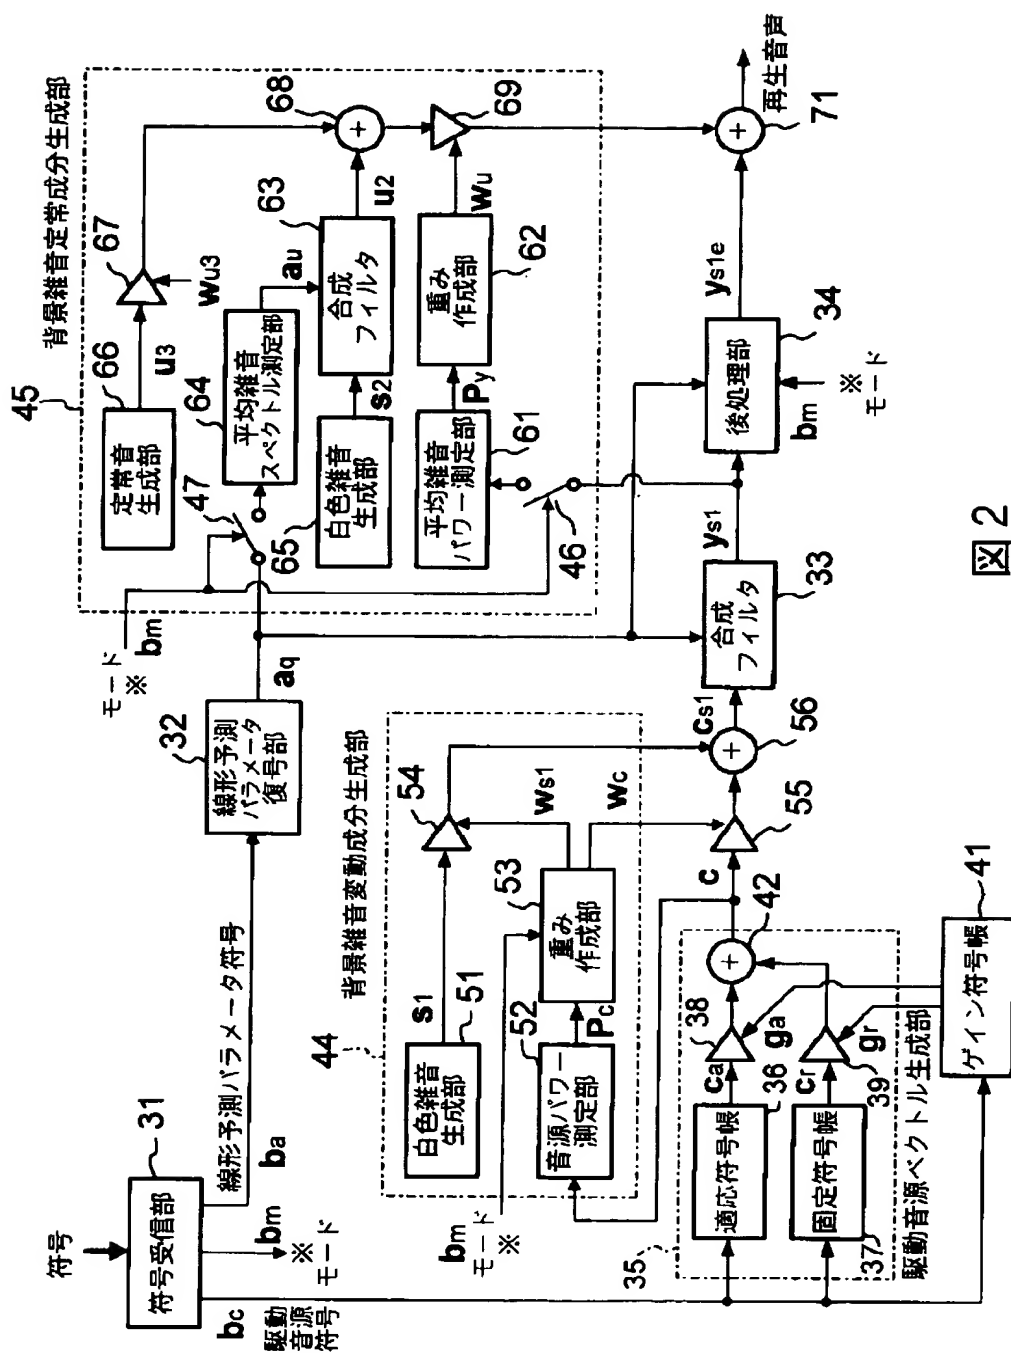 符号
符号受信部
31
bc
駆動
音源
符号
bm
※
モード
ba
線形予測パラメータ符号
線形予測
パラメータ
復号部
32
aq
モード
※
bm
45
背景雑音定常成分生成部
定常音
生成部
66
u3
67
wu3
47
平均雑音
スペクトル測定部
64
au
白色雑音
生成部
65
s2
合成
フィルタ
63
u2
68
+
平均雑音
パワー測定部
61
Py
重み
作成部
62
wu
69
46
44
背景雑音変動成分生成部
白色雑音
生成部
51
s1
54
bm
モード
※
音源パワー
測定部
52
Pc
重み
作成部
53
ws1
wc
35
適応符号帳
36
ca
38
ga
固定符号帳
37
cr
39
gr
+
42
駆動音源ベクトル生成部
ゲイン符号帳
41
c
55
+
56
cs1
合成
フィルタ
33
ys1
後処理部
34
bm
※
モード
ys1e
+
71
再生音声
図 2